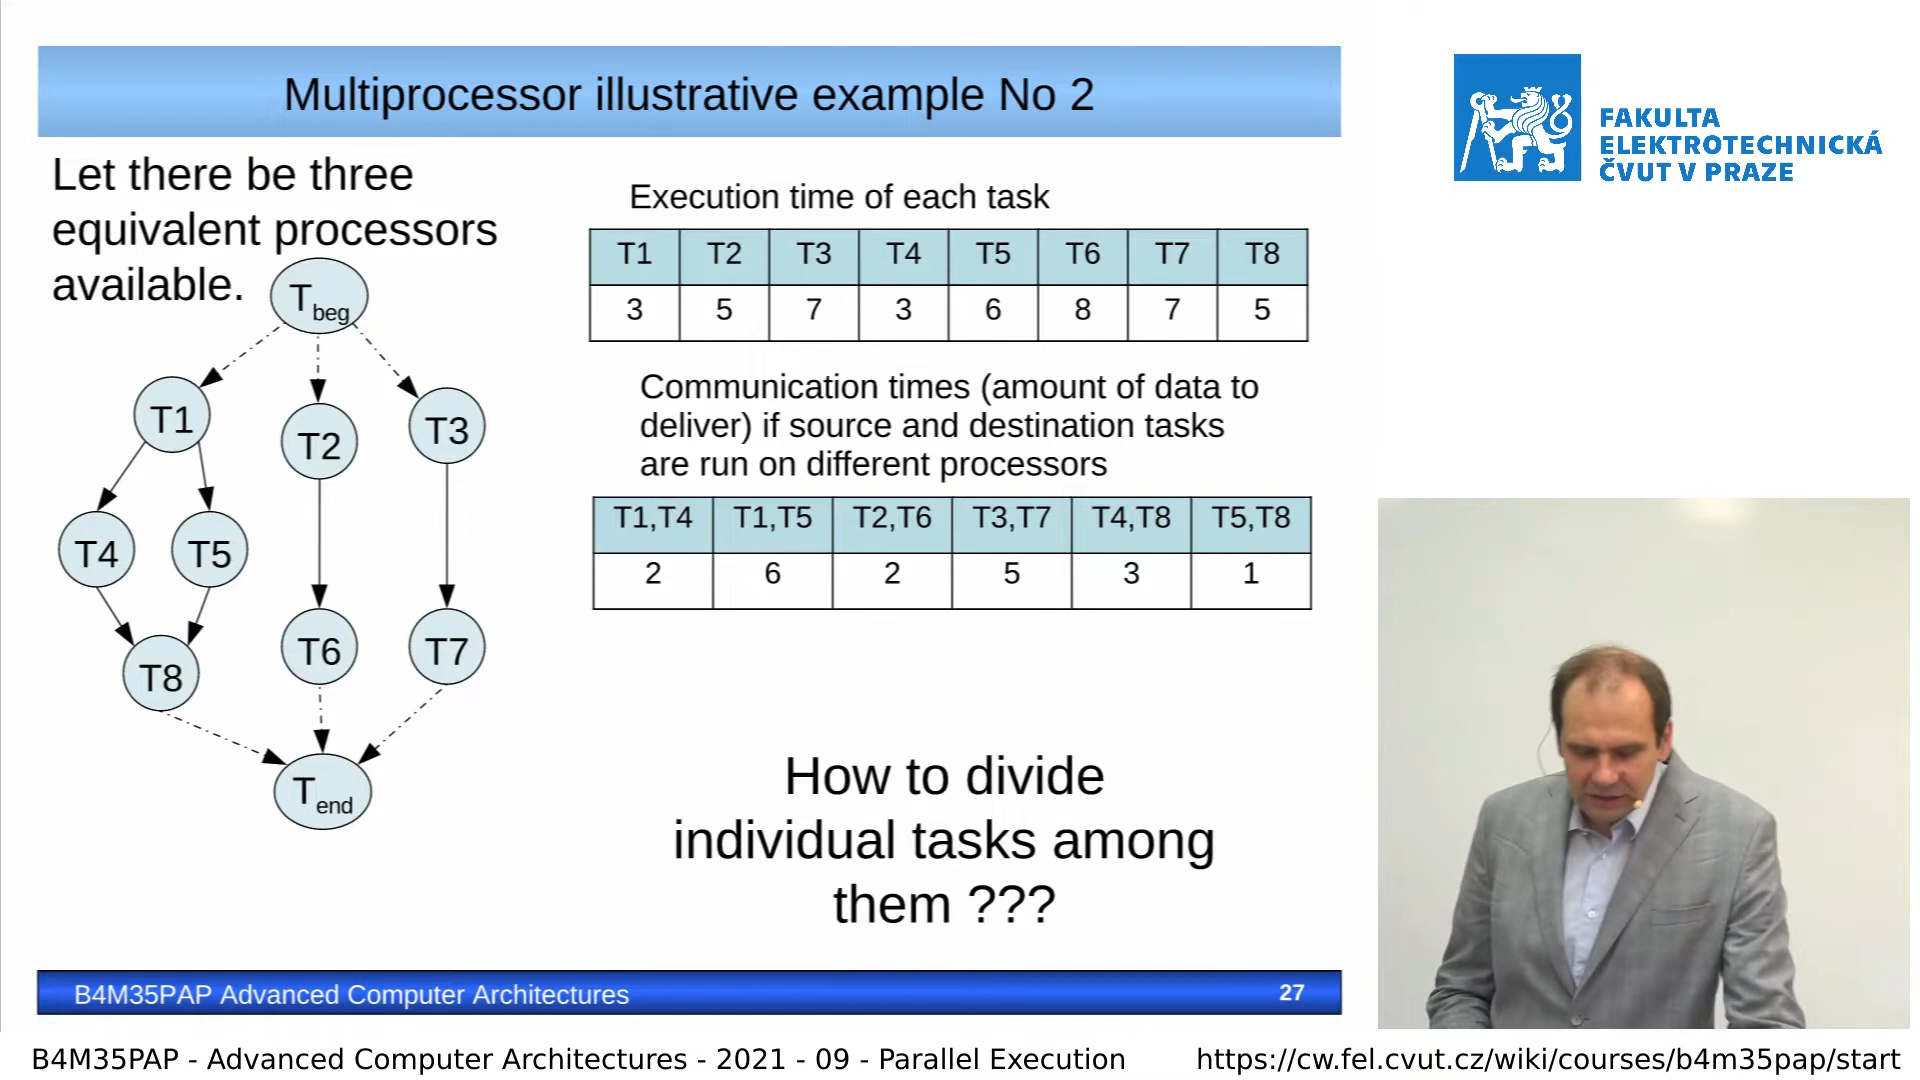 Multiprocessor illustrative example No 2
Let there be three
equivalent processors
available.
T beg
T1
T2
T3
T4
T5
T6
T7
T8
T end
Execution time of each task
T1 T2 T3 T4 T5 T6 T7 T8
3 5 7 3 6 8 7 5
Communication times (amount of data to
deliver) if source and destination tasks
are run on different processors
T1,T4 T1,T5 T2,T6 T3,T7 T4,T8 T5,T8
2 6 2 5 3 1
How to divide
individual tasks among
them ???
B4M35PAP Advanced Computer Architectures
27
FAKULTA
ELEKTROTECHNICKÁ
ČVUT V PRAZE
B4M35PAP - Advanced Computer Architectures - 2021 - 09 - Parallel Execution
https://cw.fel.cvut.cz/wiki/courses/b4m35pap/start